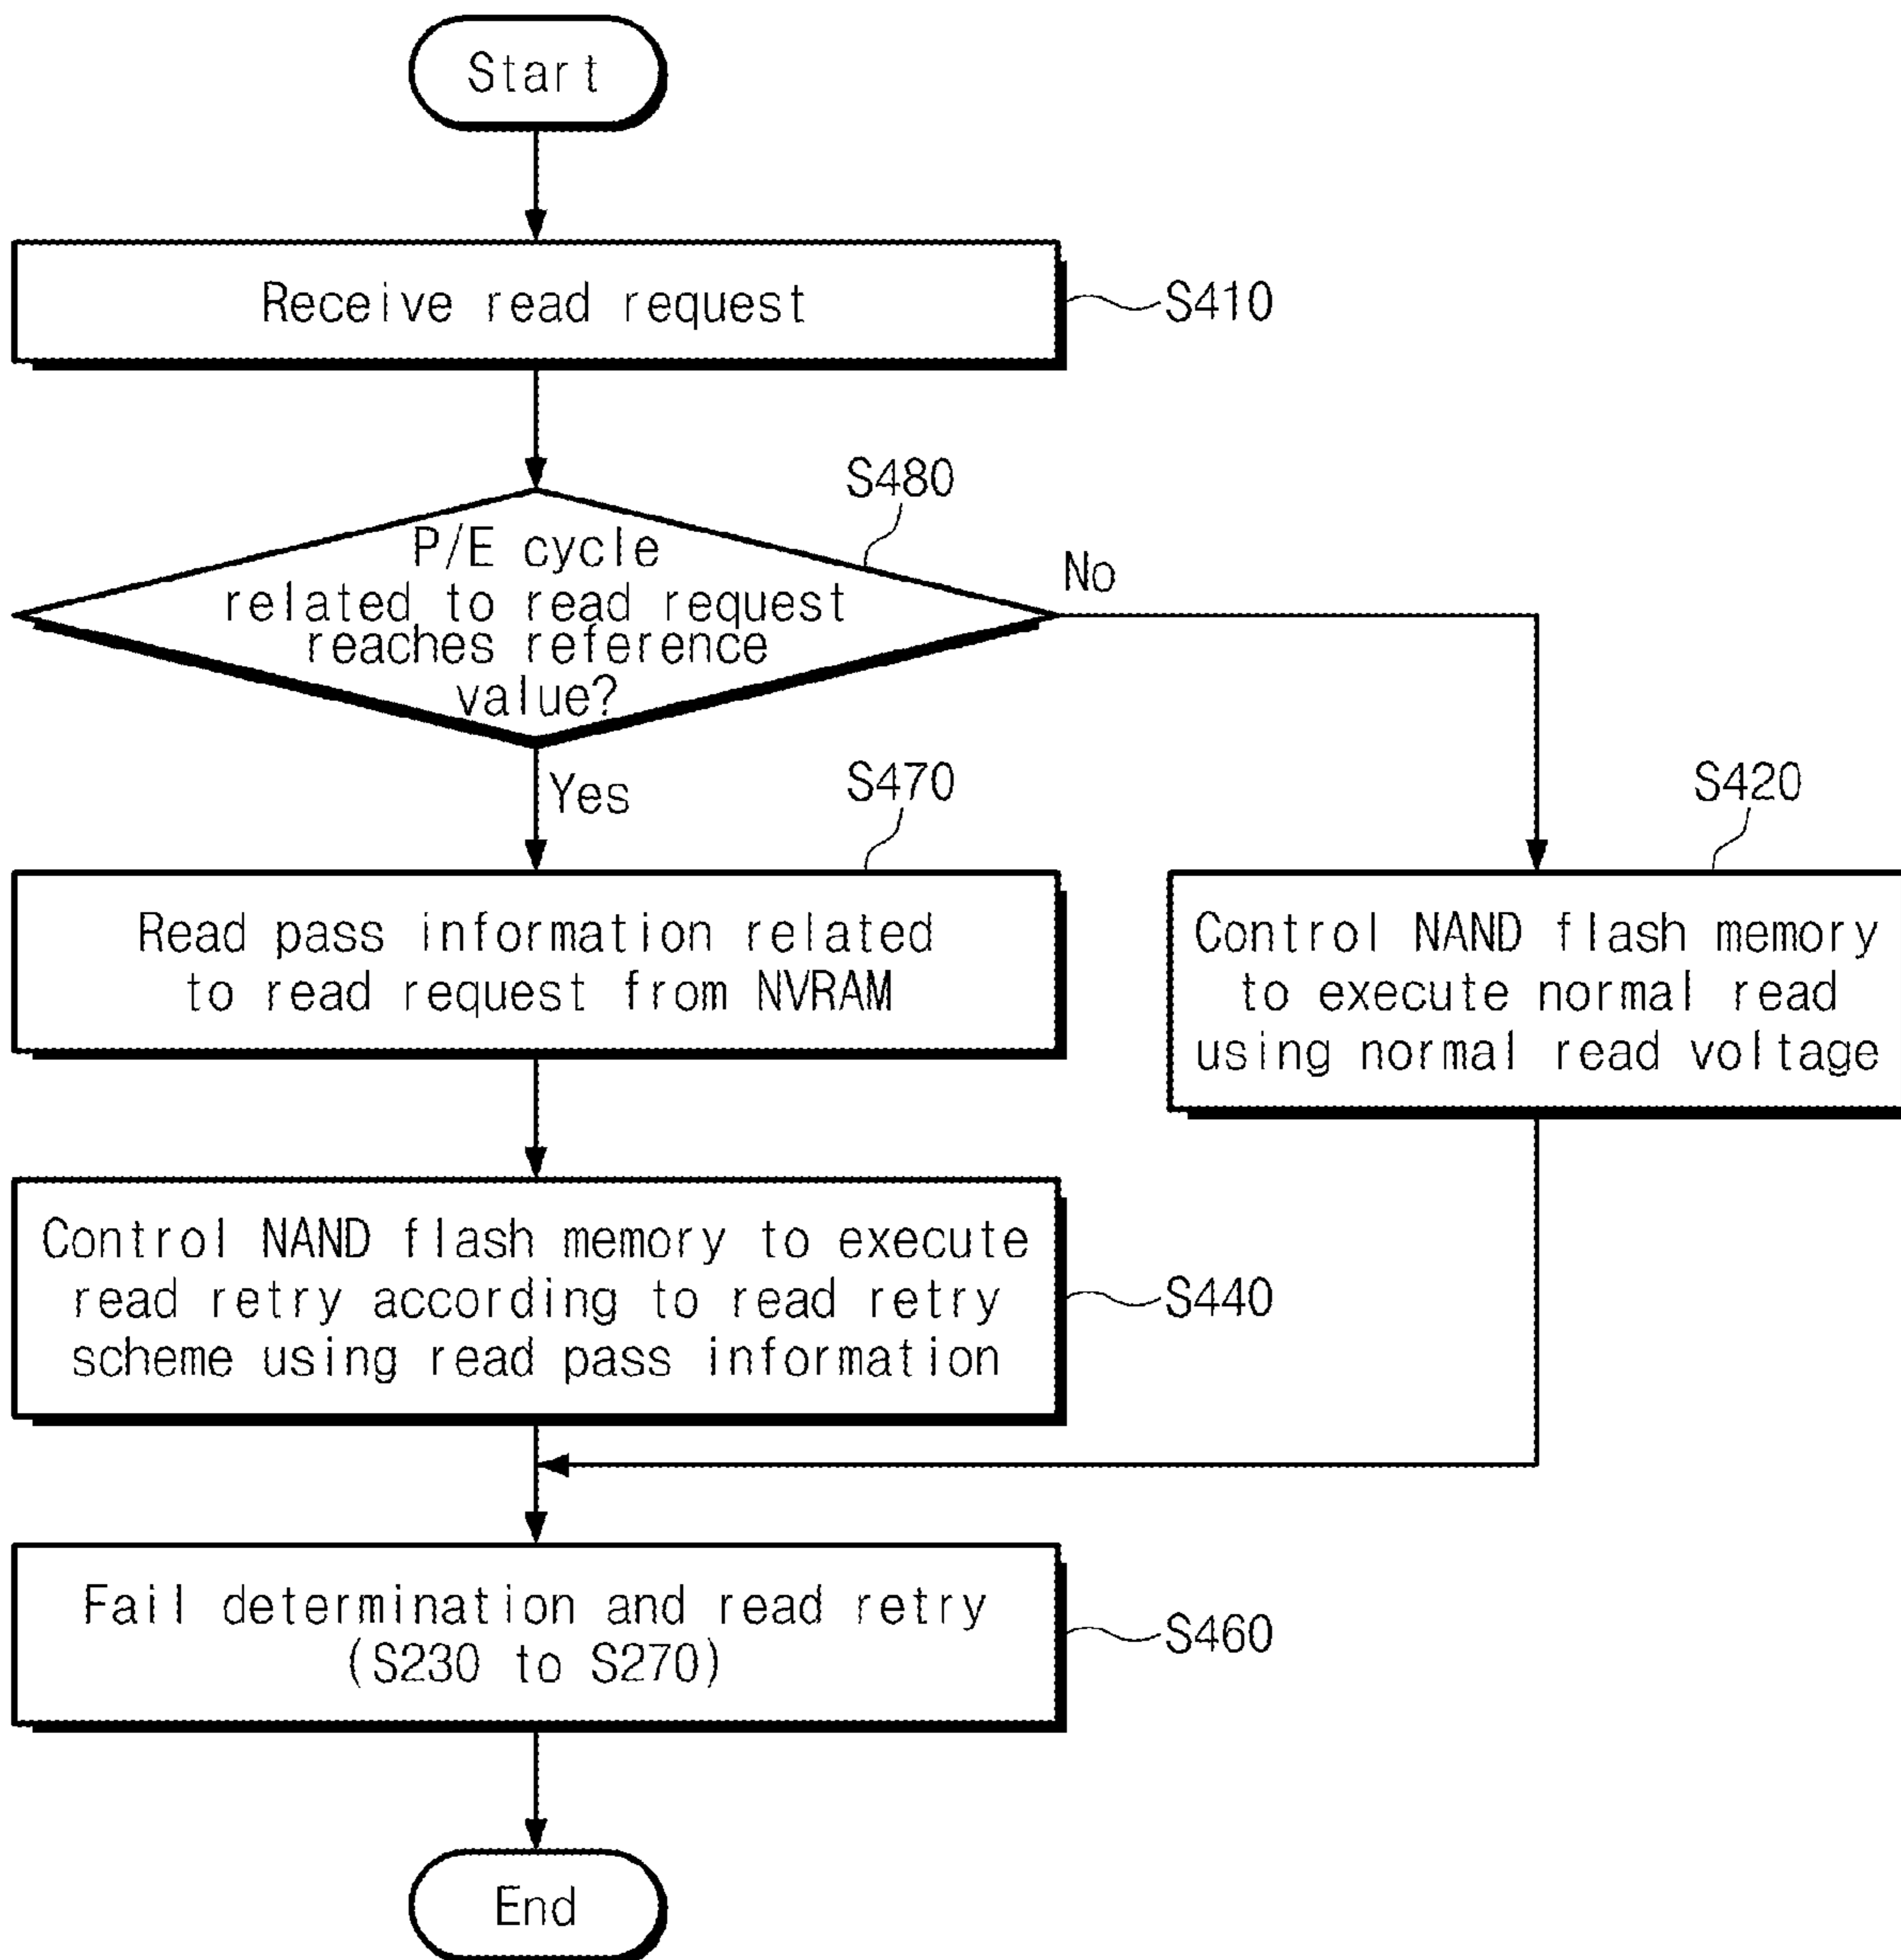 Start
Receive read request
S410
S480
P/E cycle
related to read request
reaches reference
value?
No
Yes
S470
S420
Read pass information related
to read request from NVRAM
Control NAND flash memory
to execute normal read
using normal read voltage
Control NAND flash memory to execute
read retry according to read retry
scheme using read pass information
S440
Fail determination and read retry
(S230 to S270)
S460
End